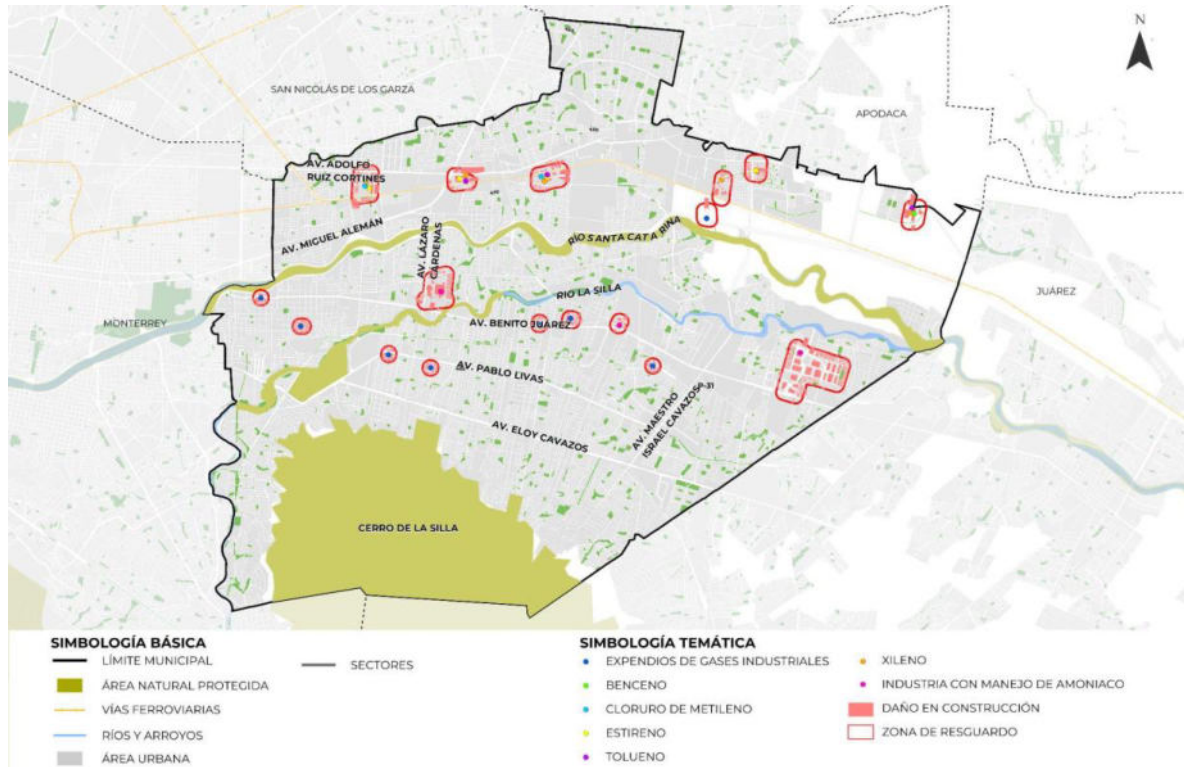 N
SAN NICOLÁS DE LOS GARZA
APODACA
AV. ADOLFO
RUIZ CORTINES
AV. MIGUEL ALEMÁN
AV. LÁZARO
CÁRDENAS
RÍO SANTA CATARINA
JUÁREZ
RIO LA SILLA
MONTERREY
AV. BENITO JUÁREZ
AV. PABLO LIVAS
AV. MAESTRO
ISRAEL CAVAZOS
P-31
AV. ELOY CAVAZOS
CERRO DE LA SILLA
SIMBOLOGÍA BÁSICA
LÍMITE MUNICIPAL
SECTORES
ÁREA NATURAL PROTEGIDA
VÍAS FERROVIARIAS
RÍOS Y ARROYOS
ÁREA URBANA
SIMBOLOGÍA TEMÁTICA
EXPENDIOS DE GASES INDUSTRIALES
BENCENO
CLORURO DE METILENO
ESTIRENO
TOLUENO
XILENO
INDUSTRIA CON MANEJO DE AMONIACO
DAÑO EN CONSTRUCCIÓN
ZONA DE RESGUARDO